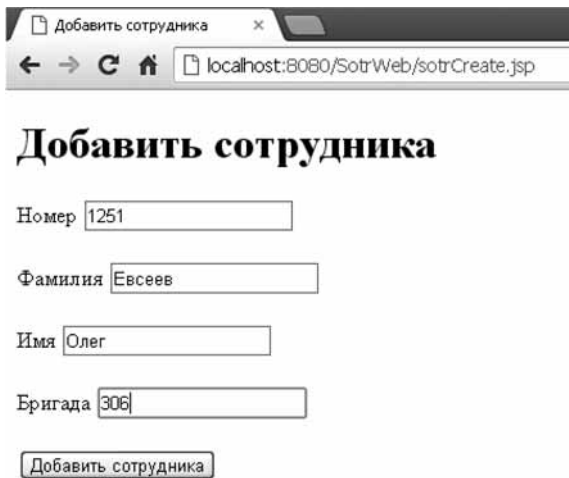 Добавить сотрудника
localhost:8080/SotrWeb/sotrCreate.jsp
Добавить сотрудника
Номер 1251
Фамилия Евсеев
Имя Олег
Бригада 306
Добавить сотрудника